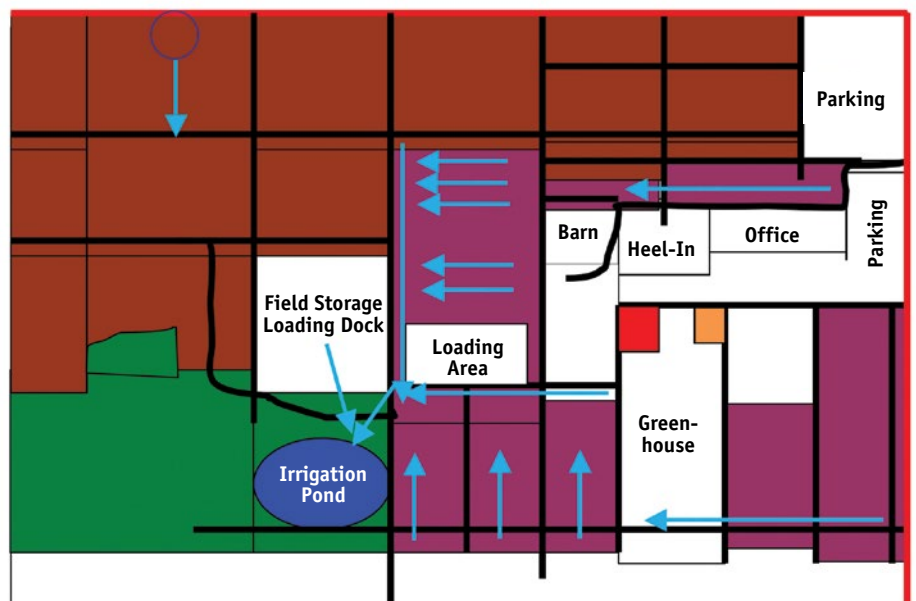 Parking
Parking
Barn
Heel-In
Office
Field Storage
Loading Dock
Loading
Area
Green-
house
Irrigation
Pond